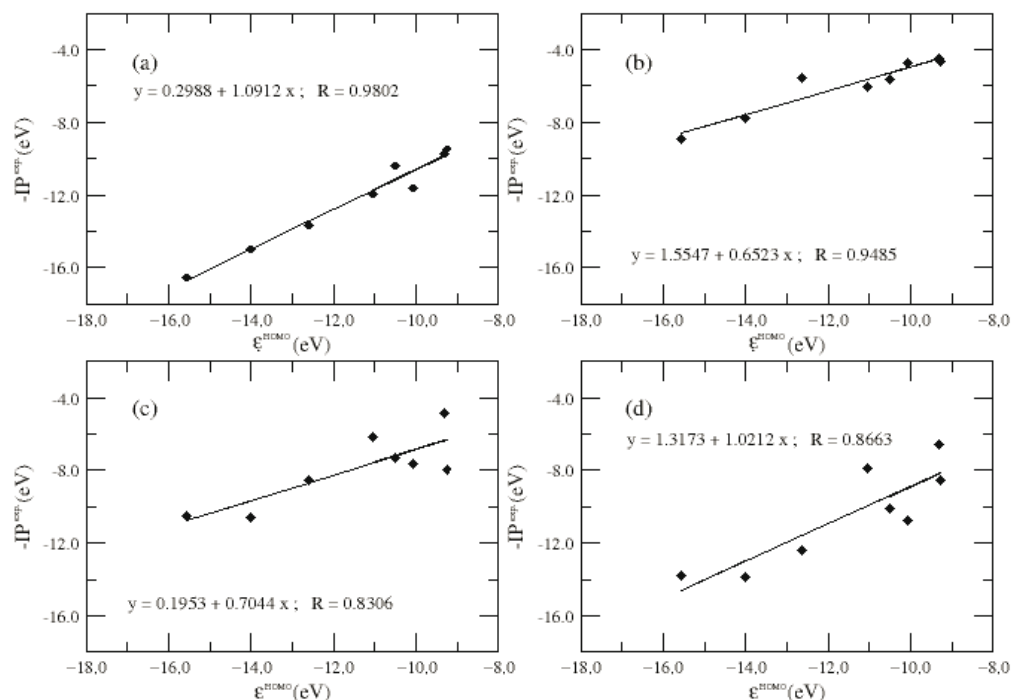 (a)
y = 0.2988 + 1.0912 x ; R = 0.9802
-4.0
-8.0
-12.0
-16.0
-IP^exp.(eV)
−18,0 −16,0 −14,0 −12,0 −10,0 −8,0
ε^HOMO(eV)
(b)
y = 1.5547 + 0.6523 x ; R = 0.9485
-4.0
-8.0
-12.0
-16.0
-IP^exp.(eV)
−18,0 −16,0 −14,0 −12,0 −10,0 −8,0
ε^HOMO(eV)
(c)
y = 0.1953 + 0.7044 x ; R = 0.8306
-4.0
-8.0
-12.0
-16.0
-IP^exp.(eV)
−18,0 −16,0 −14,0 −12,0 −10,0 −8,0
ε^HOMO(eV)
(d)
y = 1.3173 + 1.0212 x ; R = 0.8663
-4.0
-8.0
-12.0
-16.0
-IP^exp.(eV)
−18,0 −16,0 −14,0 −12,0 −10,0 −8,0
ε^HOMO(eV)